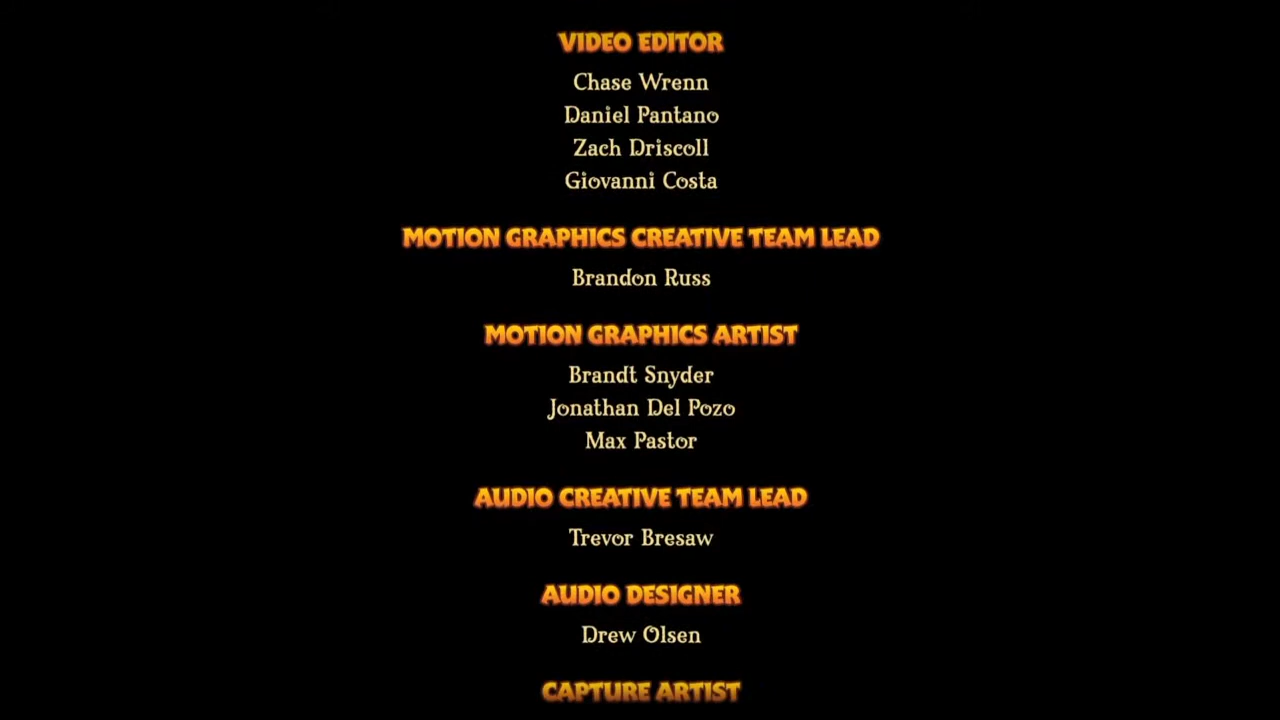 VIDEO EDITOR
Chase Wrenn
Daniel Pantano
Zach Driscoll
Giovanni Costa
MOTION GRAPHICS CREATIVE TEAM LEAD
Brandon Russ
MOTION GRAPHICS ARTIST
Brandt Snyder
Jonathan Del Pozo
Max Pastor
AUDIO CREATIVE TEAM LEAD
Trevor Bresaw
AUDIO DESIGNER
Drew Olsen
CAPTURE ARTIST